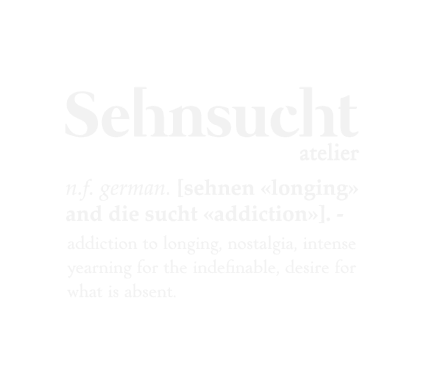 Sehnsucht
atelier
n.f. german. [sehnen «longing»
and die sucht «addiction»]. -
addiction to longing, nostalgia, intense
yearning for the indefinable, desire for
what is absent.